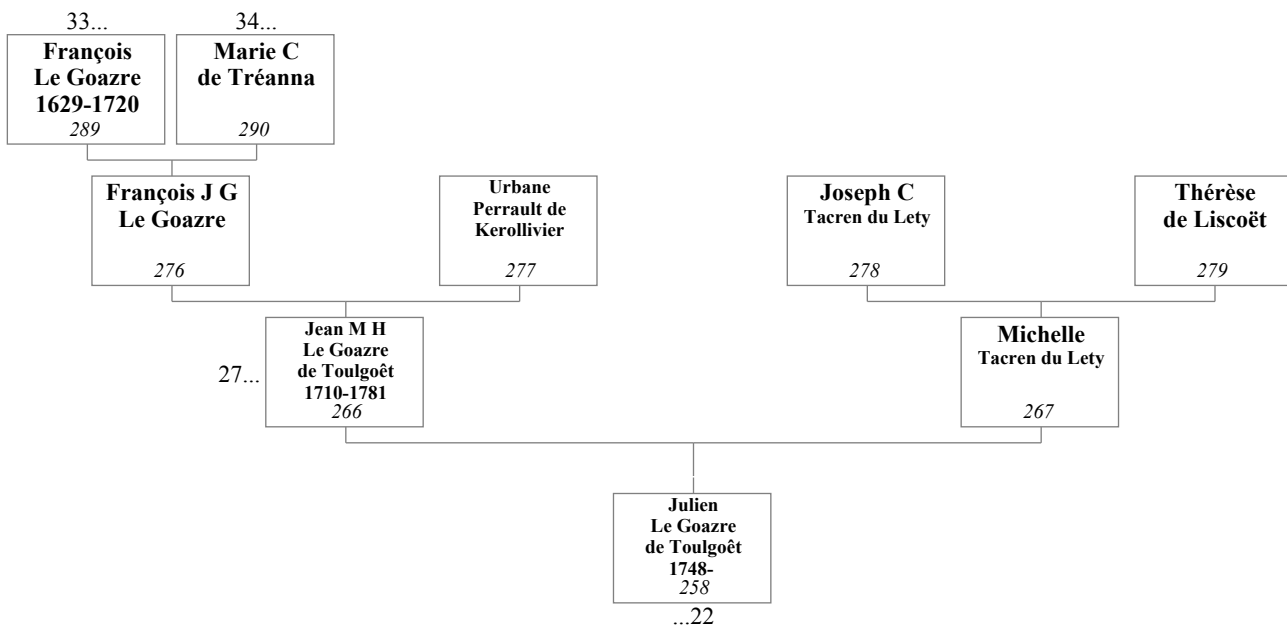 33...
34...
François
Le Goazre
1629-1720
289
Marie C
de Tréanna
290
François J G
Le Goazre
276
Urbane
Perrault de
Kerollivier
277
Joseph C
Tacren du Lety
278
Thérèse
de Liscoët
279
27...
Jean M H
Le Goazre
de Toulgoêt
1710-1781
266
Michelle
Tacren du Lety
267
Julien
Le Goazre
de Toulgoêt
1748-
258
...22